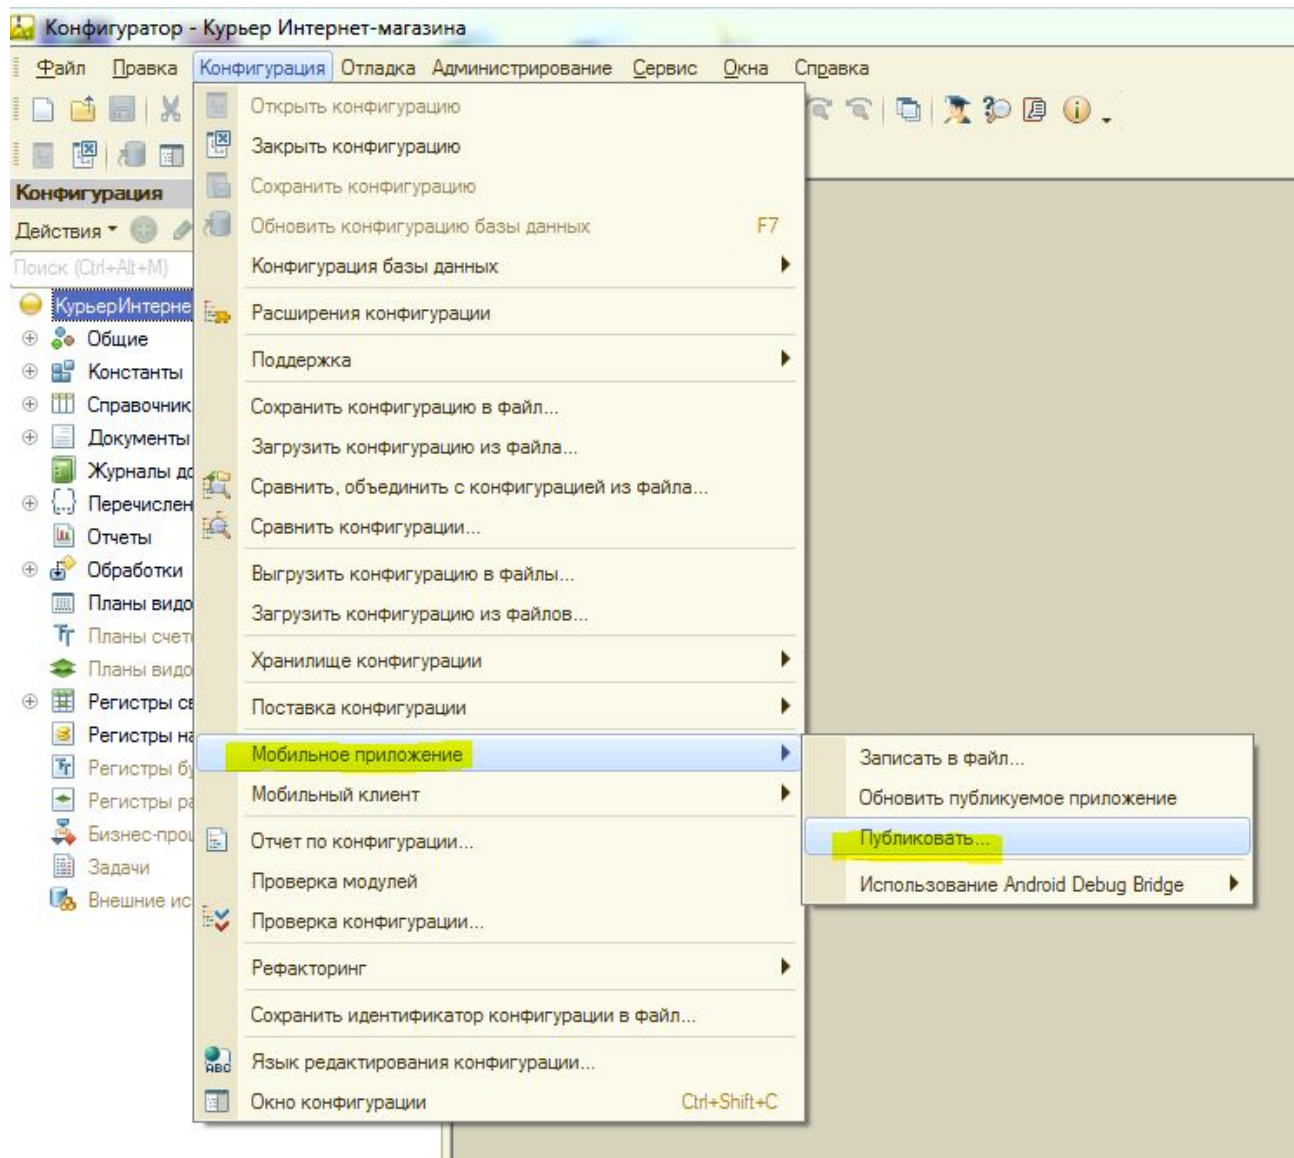 Конфигуратор - Курьер Интернет-магазина
Файл Правка Конфигурация Отладка Администрирование Сервис Окна Справка
Конфигурация
Действия
Поиск (Ctrl+Alt+M)
КурьерИнтерне
Общие
Константы
Справочник
Документы
Журналы до
Перечислен
Отчеты
Обработки
Планы видо
Планы счет
Планы видо
Регистры св
Регистры на
Регистры бу
Регистры ра
Бизнес-проц
Задачи
Внешние ис
Открыть конфигурацию
Закрыть конфигурацию
Сохранить конфигурацию
Обновить конфигурацию базы данных F7
Конфигурация базы данных
Расширения конфигурации
Поддержка
Сохранить конфигурацию в файл...
Загрузить конфигурацию из файла...
Сравнить, объединить с конфигурацией из файла...
Сравнить конфигурации...
Выгрузить конфигурацию в файлы...
Загрузить конфигурацию из файлов...
Хранилище конфигурации
Поставка конфигурации
Мобильное приложение
Мобильный клиент
Отчет по конфигурации...
Проверка модулей
Проверка конфигурации...
Рефакторинг
Сохранить идентификатор конфигурации в файл...
ABC
Язык редактирования конфигурации...
Окно конфигурации Ctrl+Shift+C
Записать в файл...
Обновить публикуемое приложение
Публиковать...
Использование Android Debug Bridge